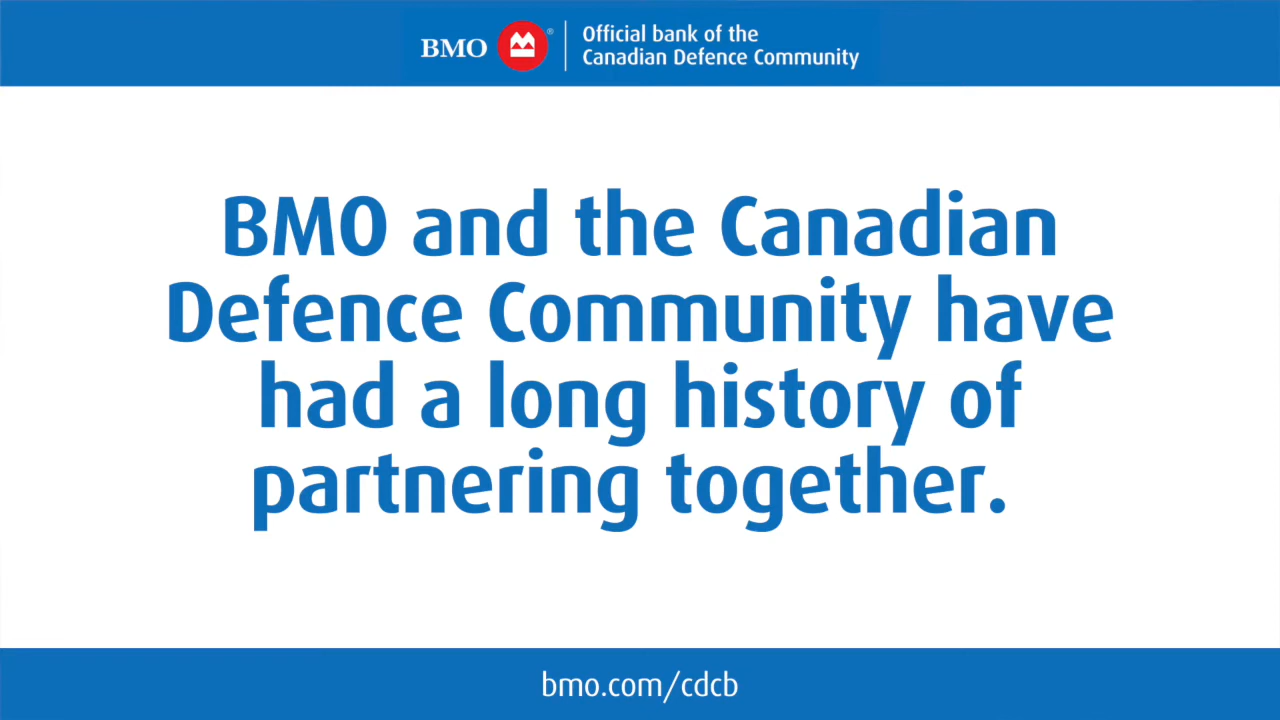 BMO
Official bank of the
Canadian Defence Community
BMO and the Canadian
Defence Community have
had a long history of
partnering together.
bmo.com/cdcb